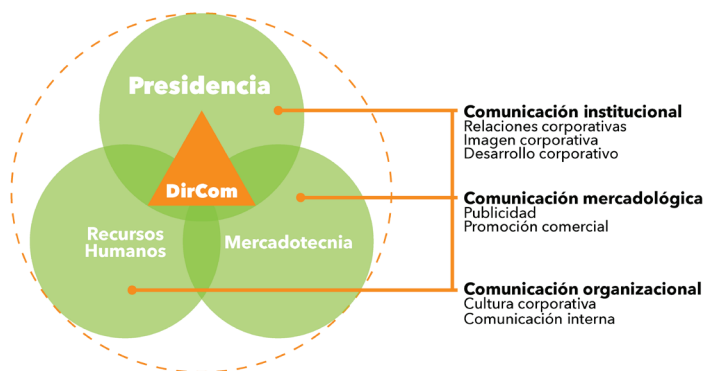 Presidencia
DirCom
Recursos
Humanos
Mercadotecnia
Comunicación institucional
Relaciones corporativas
Imagen corporativa
Desarrollo corporativo
Comunicación mercadológica
Publicidad
Promoción comercial
Comunicación organizacional
Cultura corporativa
Comunicación interna